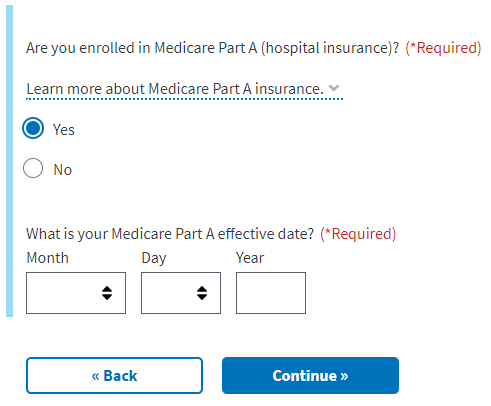 Are you enrolled in Medicare Part A (hospital insurance)? (*Required)
Learn more about Medicare Part A insurance.
Yes
No
What is your Medicare Part A effective date? (*Required)
Month Day Year
« Back Continue »